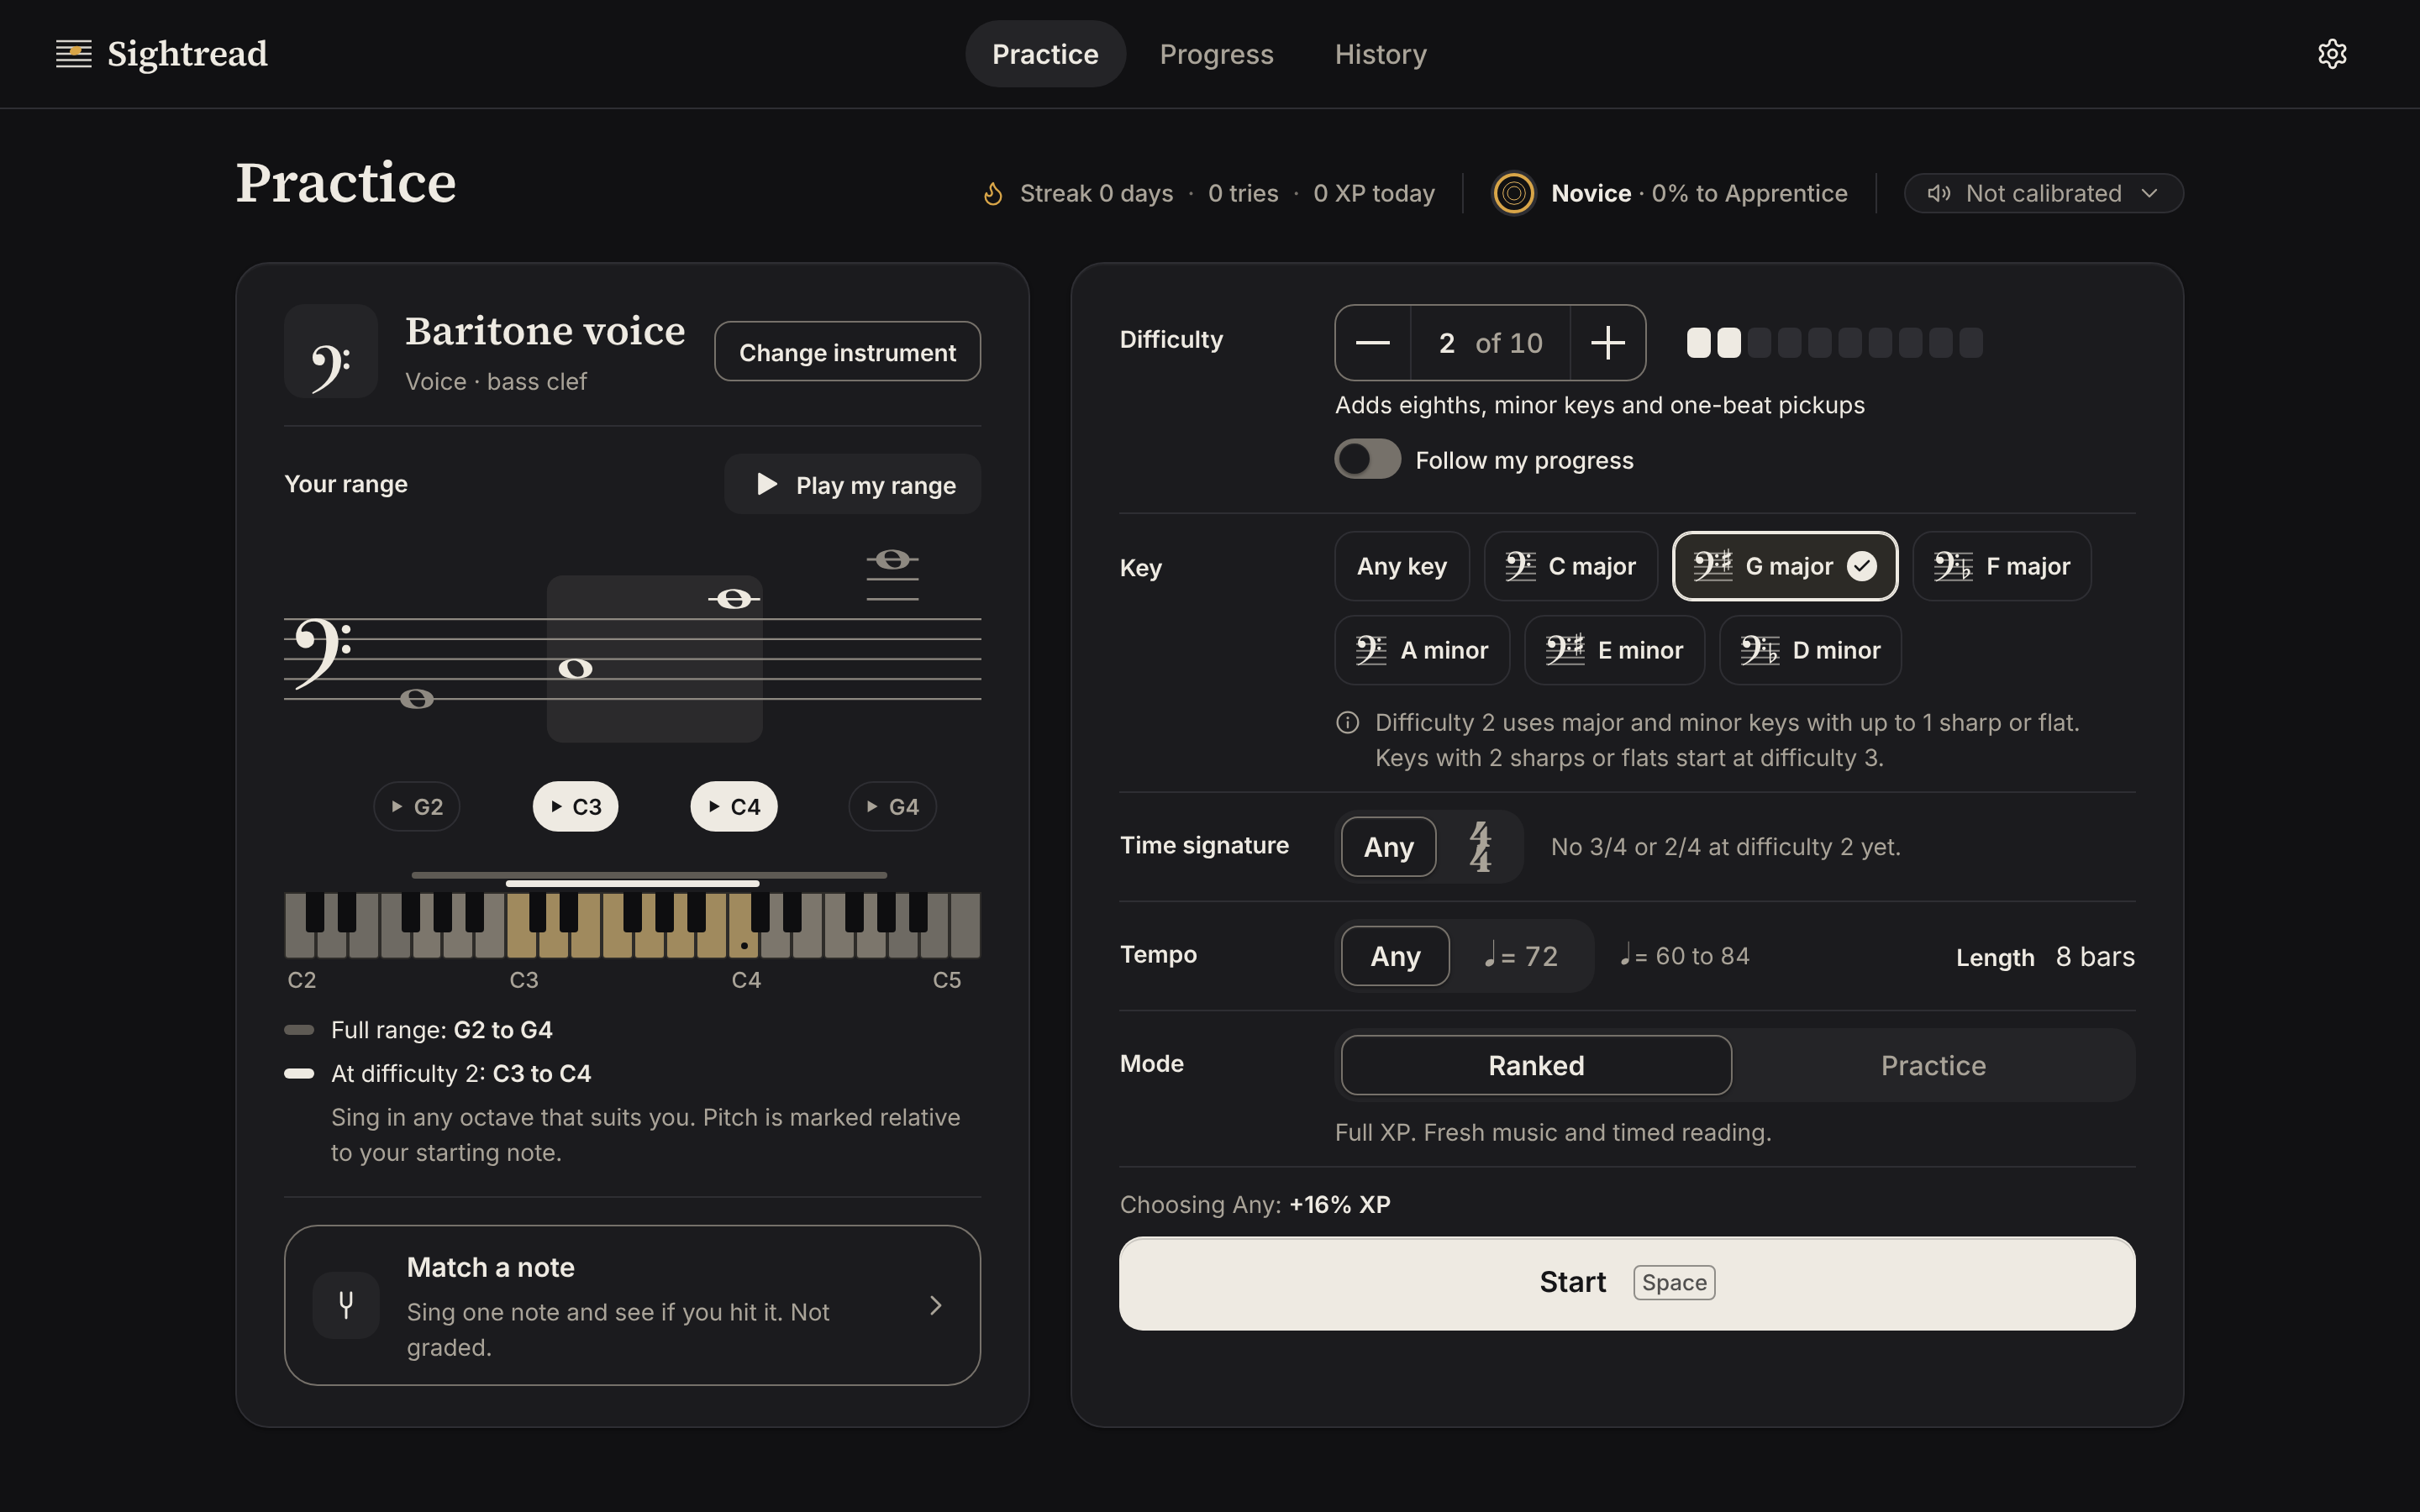 Sightread
Practice
Progress
History
Practice
Streak 0 days · 0 tries · 0 XP today
Novice · 0% to Apprentice
Not calibrated
Baritone voice
Voice · bass clef
Change instrument
Your range
Play my range
G2
C3
C4
G4
C2
C3
C4
C5
Full range: G2 to G4
At difficulty 2: C3 to C4
Sing in any octave that suits you. Pitch is marked relative
to your starting note.
Match a note
Sing one note and see if you hit it. Not
graded.
Difficulty
2 of 10
Adds eighths, minor keys and one-beat pickups
Follow my progress
Key
Any key
C major
G major
F major
A minor
E minor
D minor
Difficulty 2 uses major and minor keys with up to 1 sharp or flat.
Keys with 2 sharps or flats start at difficulty 3.
Time signature
Any
4
4
No 3/4 or 2/4 at difficulty 2 yet.
Tempo
Any
♩= 72
♩= 60 to 84
Length 8 bars
Mode
Ranked
Practice
Full XP. Fresh music and timed reading.
Choosing Any: +16% XP
Start Space